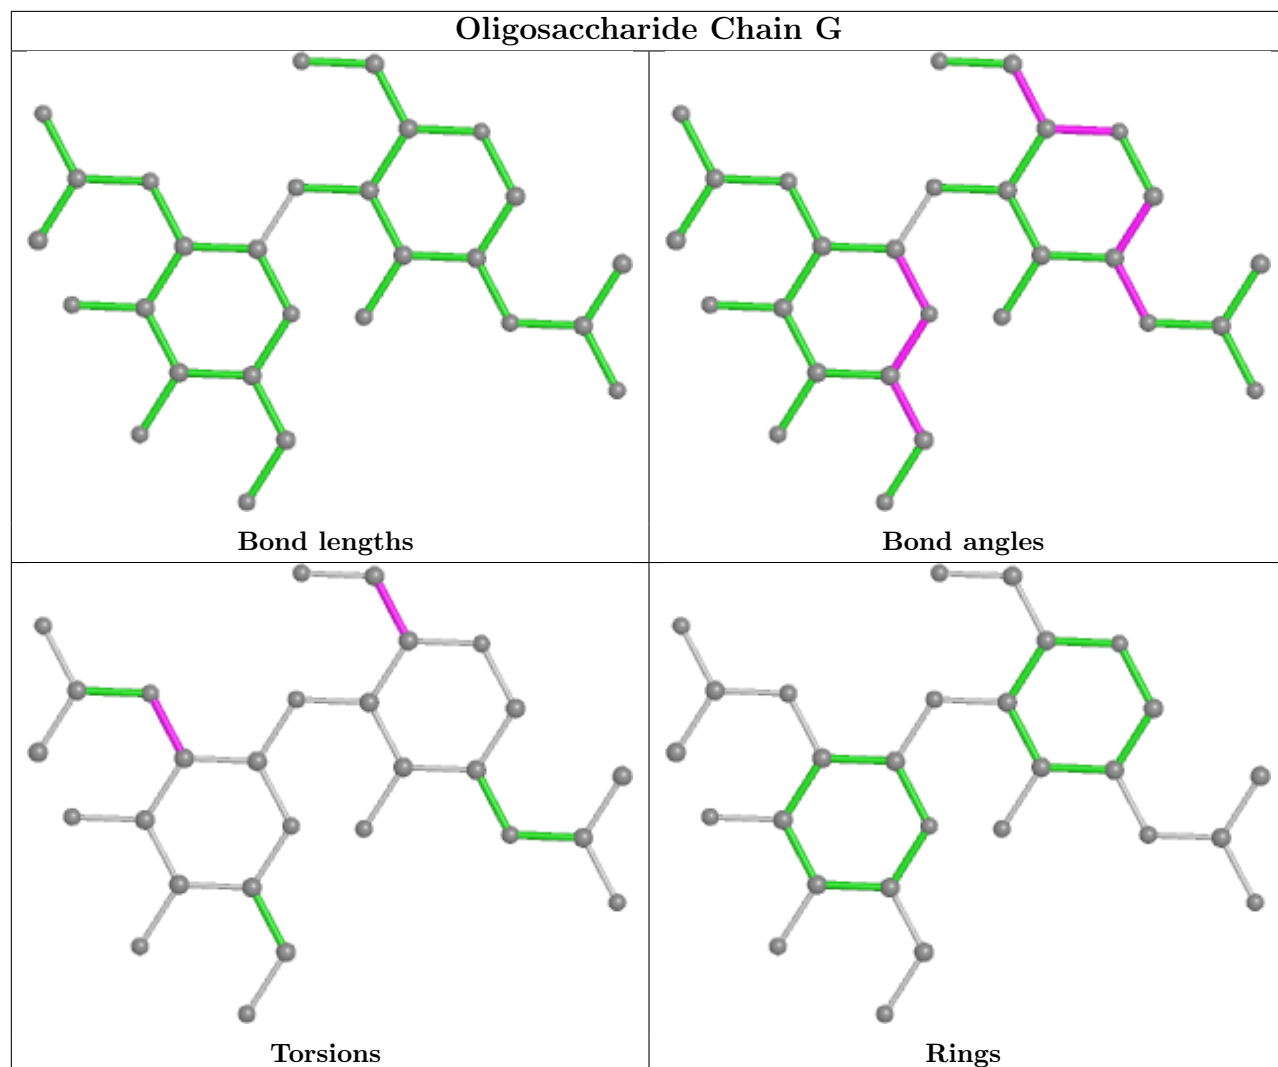 Oligosaccharide Chain G
Bond lengths
Bond angles
Torsions
Rings